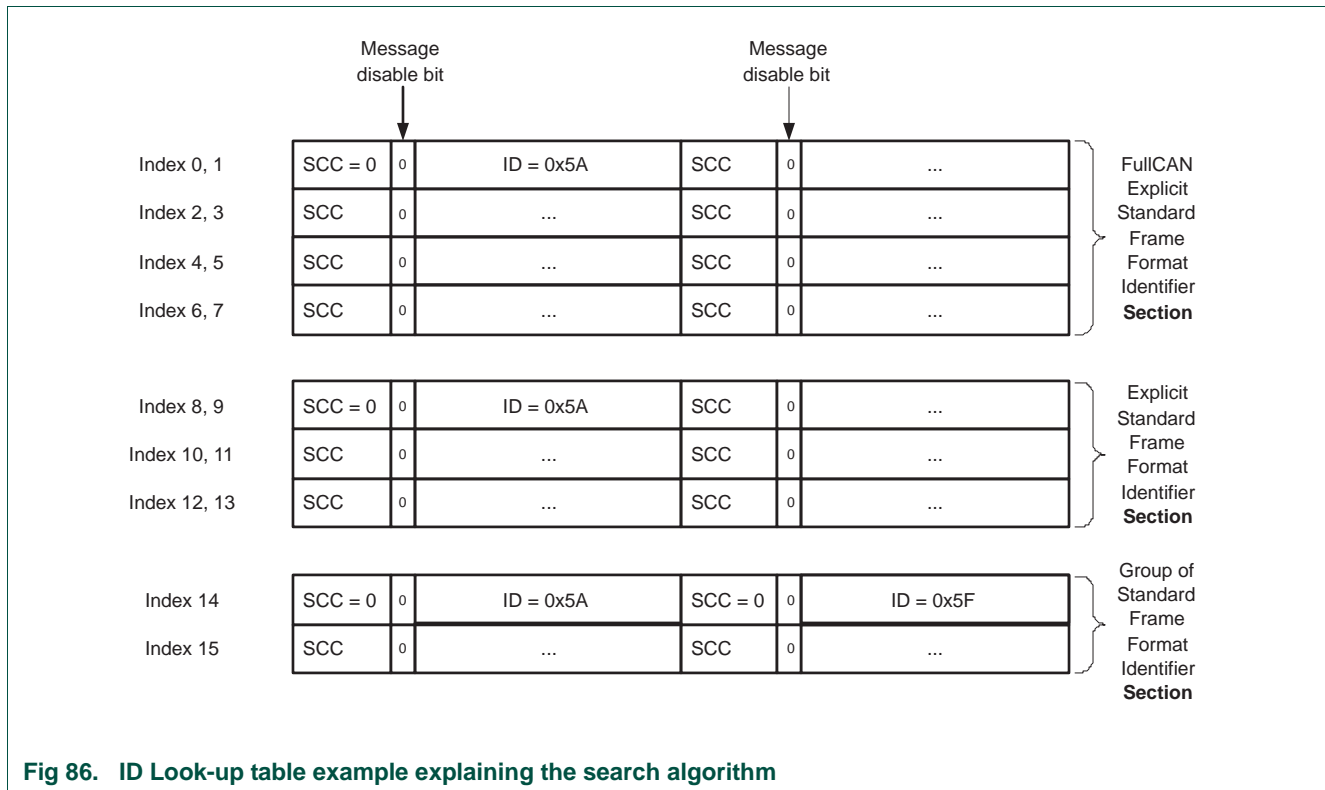 Message
disable bit
Message
disable bit
Index 0, 1
SCC = 0
0
ID = 0x5A
SCC
0
...
Index 2, 3
SCC
0
...
SCC
0
...
Index 4, 5
SCC
0
...
SCC
0
...
Index 6, 7
SCC
0
...
SCC
0
...
FullCAN
Explicit
Standard
Frame
Format
Identifier
Section
Index 8, 9
SCC = 0
0
ID = 0x5A
SCC
0
...
Index 10, 11
SCC
0
...
SCC
0
...
Index 12, 13
SCC
0
...
SCC
0
...
Explicit
Standard
Frame
Format
Identifier
Section
Index 14
SCC = 0
0
ID = 0x5A
SCC = 0
0
ID = 0x5F
Index 15
SCC
0
...
SCC
0
...
Group of
Standard
Frame
Format
Identifier
Section
Fig 86. ID Look-up table example explaining the search algorithm